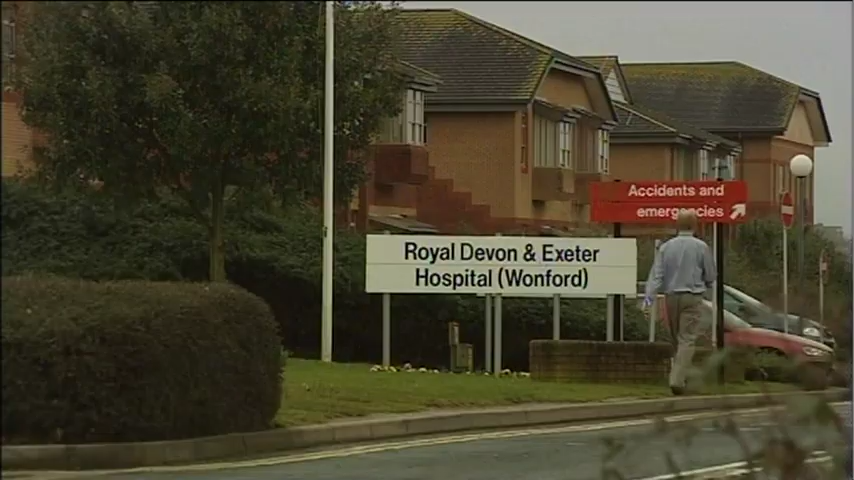 Accidents and
emergencies
Royal Devon & Exeter
Hospital (Wonford)